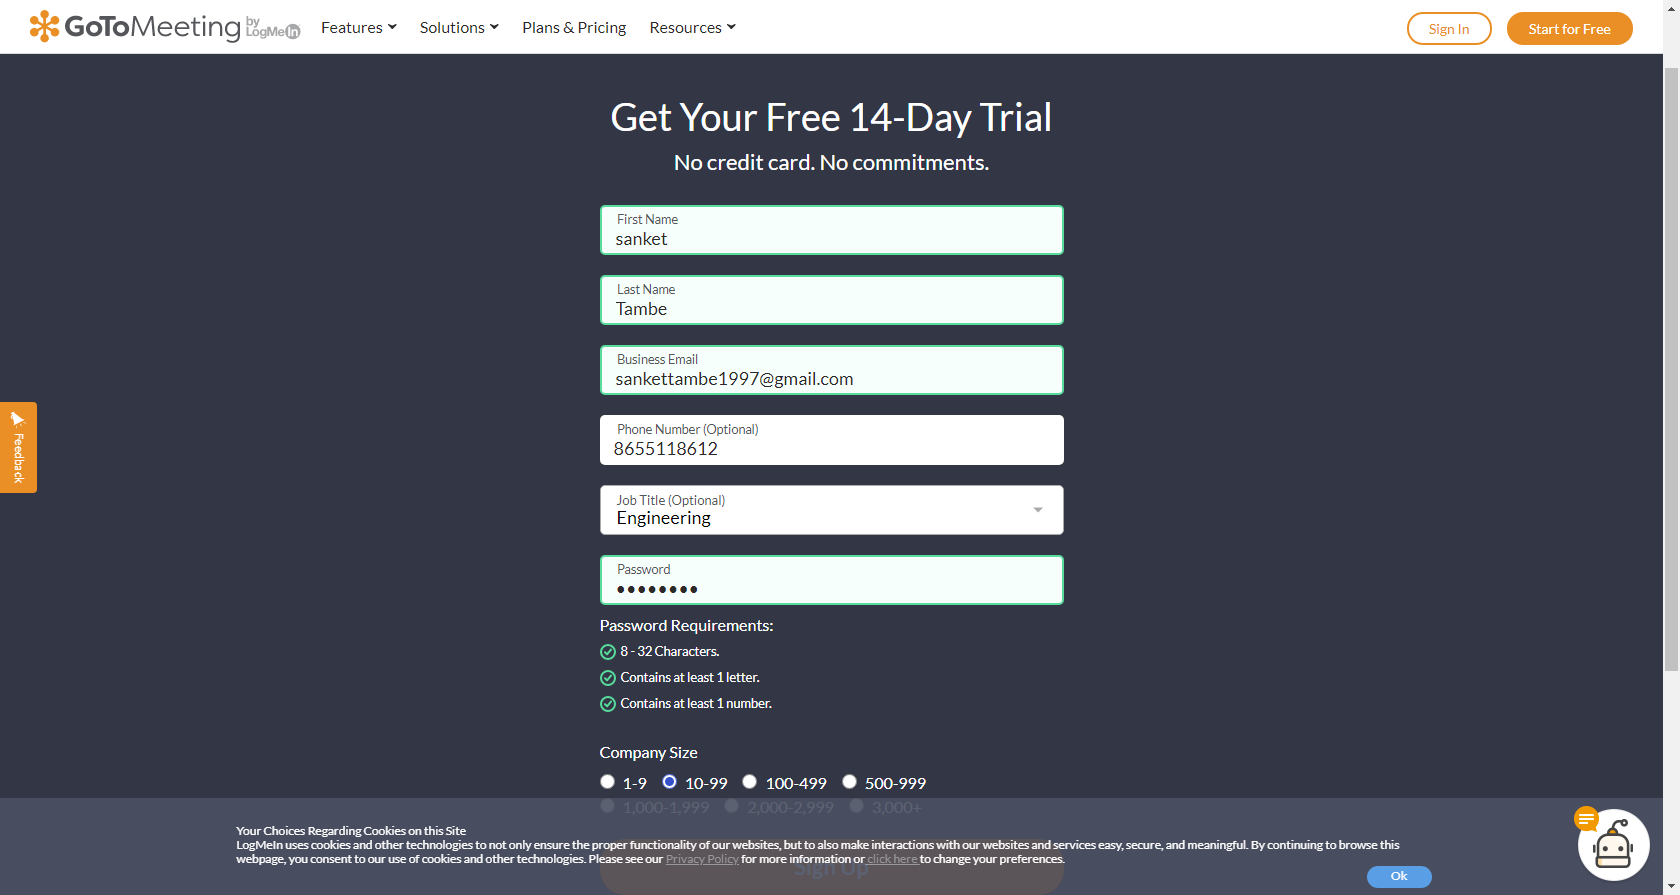 GoToMeeting by LogMeIn Features Solutions Plans & Pricing Resources Sign In Start for Free
Get Your Free 14-Day Trial
No credit card. No commitments.
First Name
sanket
Last Name
Tambe
Business Email
sankettambe1997@gmail.com
Phone Number (Optional)
8655118612
Job Title (Optional)
Engineering
Password
Password Requirements:
8 - 32 Characters.
Contains at least 1 letter.
Contains at least 1 number.
Company Size
1-9 10-99 100-499 500-999
1,000-1,999 2,000-2,999 3,000+
Feedback
Your Choices Regarding Cookies on this Site
LogMeIn uses cookies and other technologies to not only ensure the proper functionality of our websites, but to also make interactions with our websites and services easy, secure, and meaningful. By continuing to browse this
webpage, you consent to our use of cookies and other technologies. Please see our Privacy Policy for more information or click here to change your preferences.
Sign Up
Ok